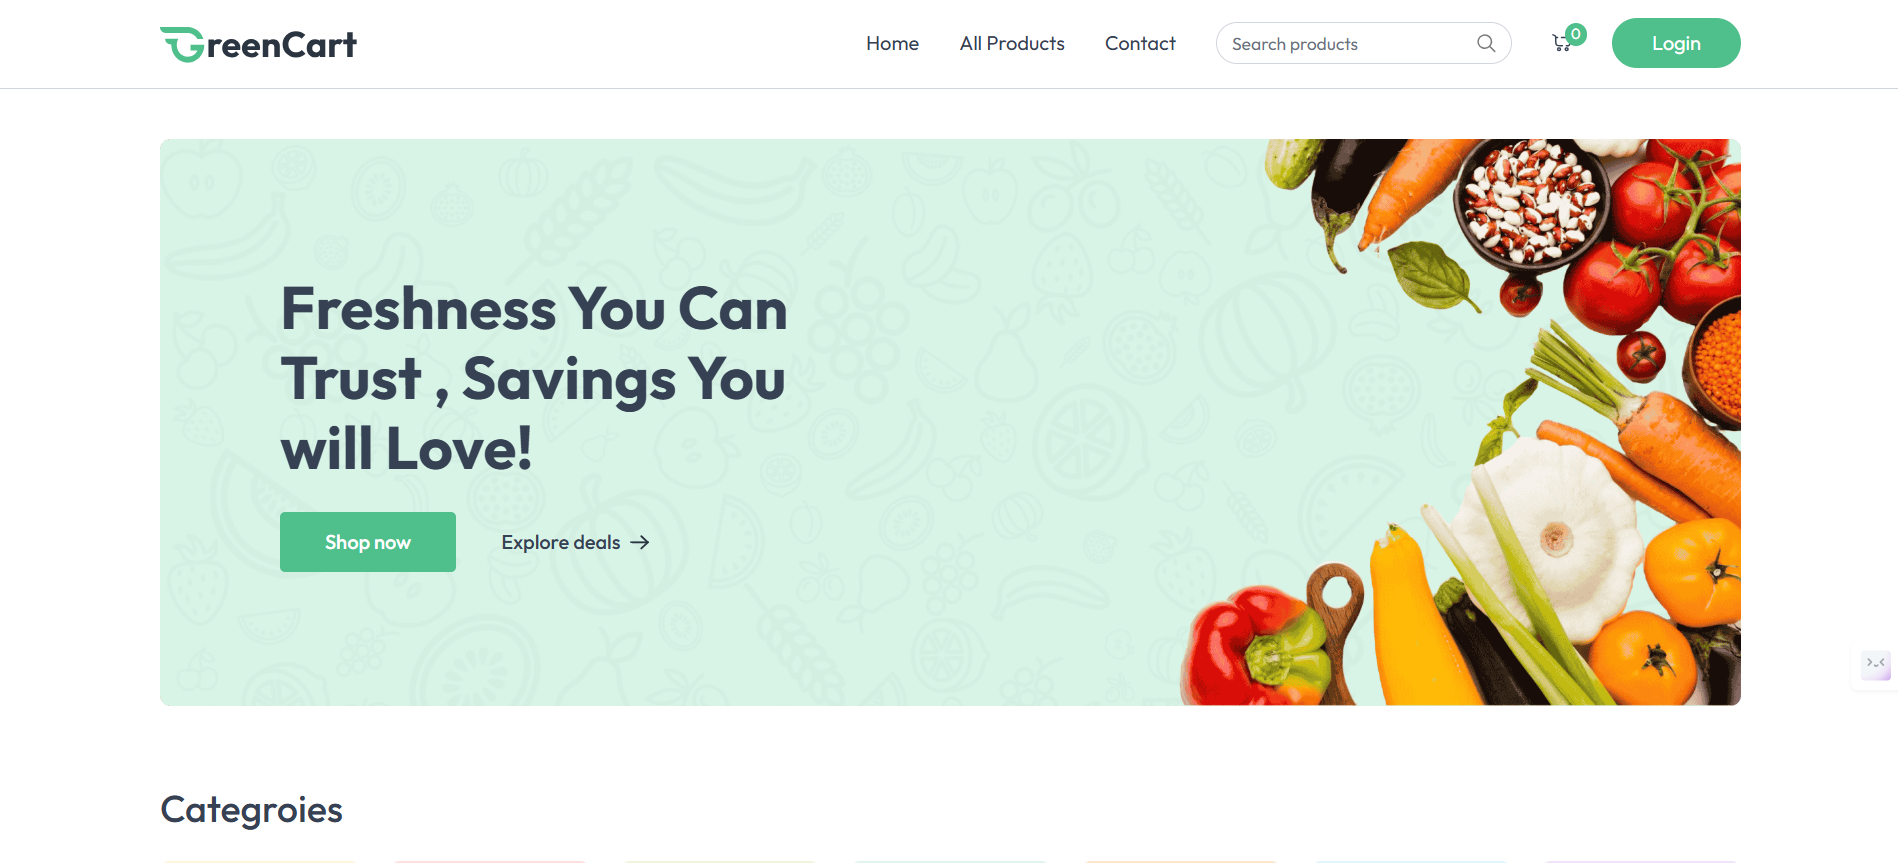 GreenCart
Home
All Products
Contact
Search products
0
Login
Freshness You Can
Trust , Savings You
will Love!
Shop now
Explore deals
Categroies